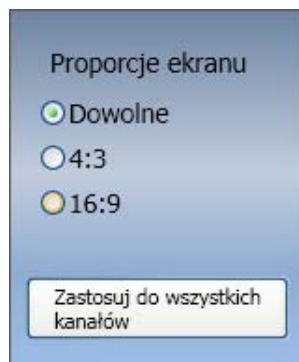 Proporcje ekranu
Dowolne
4:3
16:9
Zastosuj do wszystkich
kanałów